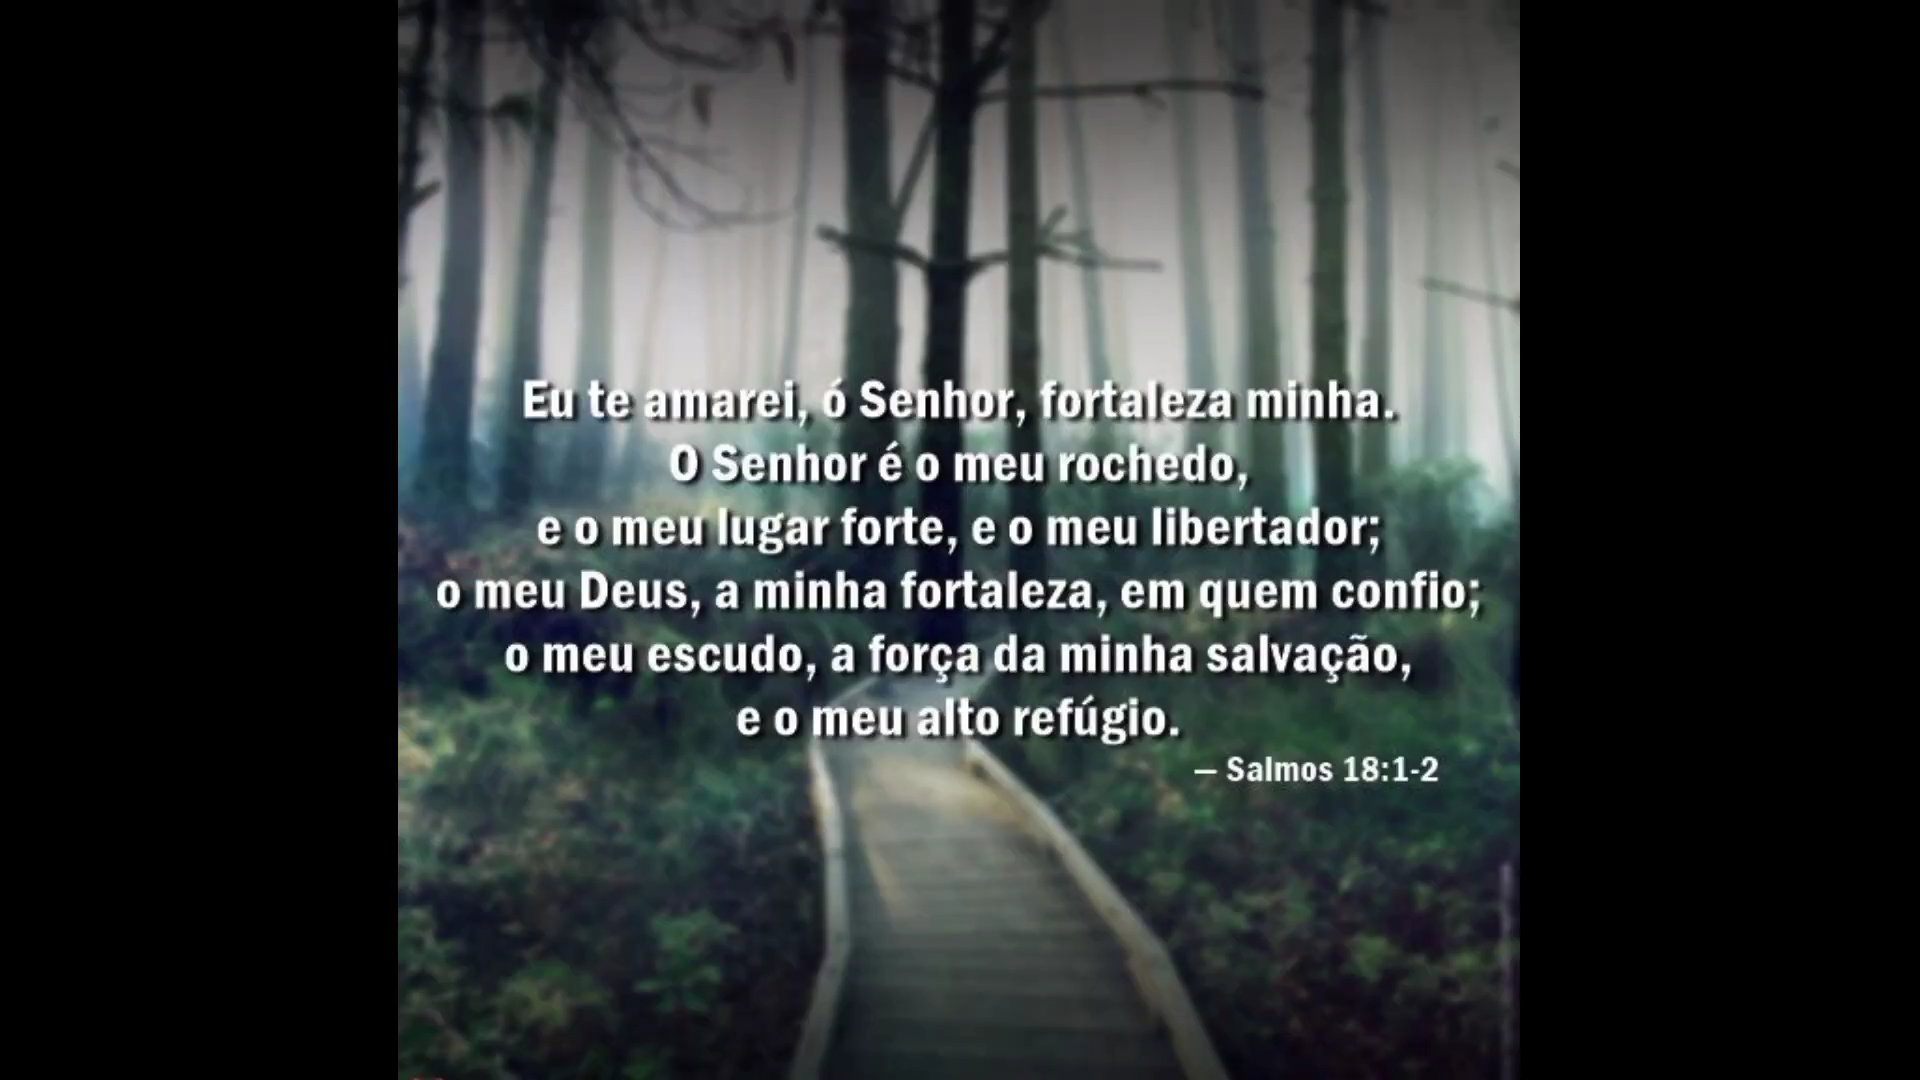 Eu te amarei, ó Senhor, fortaleza minha.
O Senhor é o meu rochedo,
e o meu lugar forte, e o meu libertador;
o meu Deus, a minha fortaleza, em quem confio;
o meu escudo, a força da minha salvação,
e o meu alto refúgio.
– Salmos 18:1-2